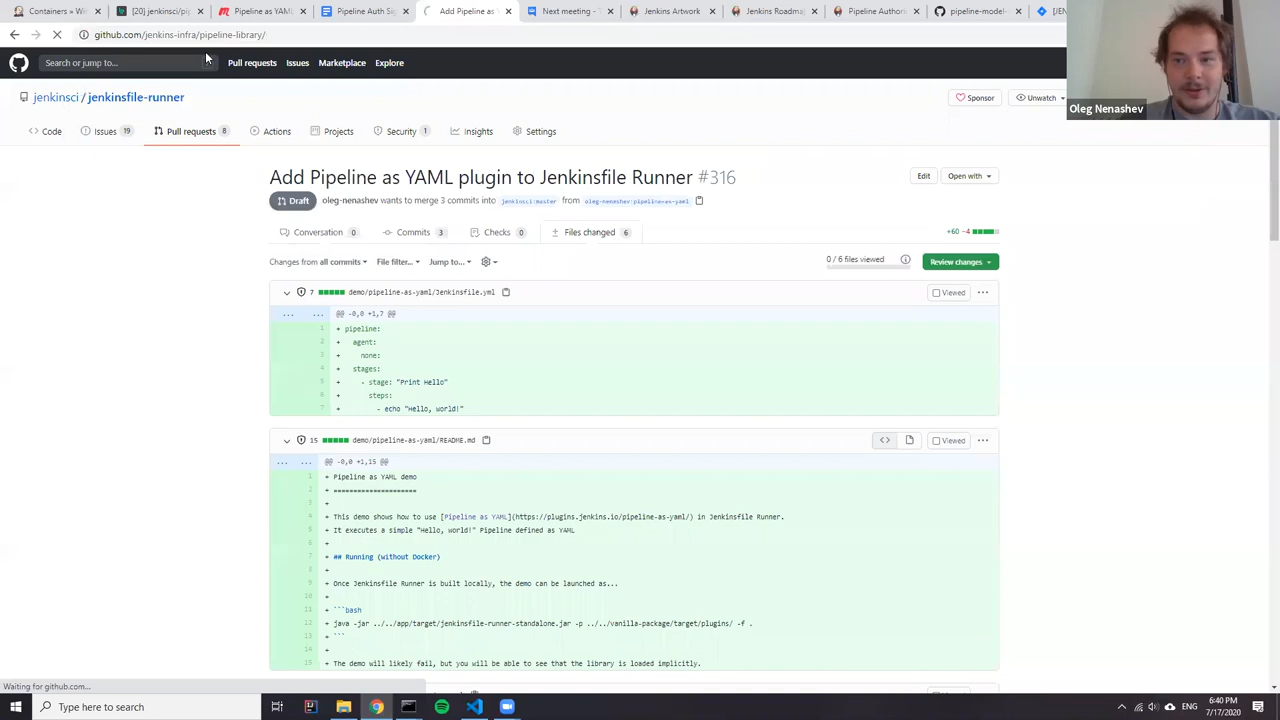 Containers × Windo
[20] jenkinsci/pip
Pipeline as YAML,
Pipeline Auth Sig
Add Pipeline as YA
Next meeting -
Jenkins Artwork
Jenkins Roadma
Pipeline Author
pipeline-model-
github.com/jenkins-infra/pipeline-library/
Search or jump to...
Pull requests
Issues
Marketplace
Explore
Oleg Nenashev
jenkinsci / jenkinsfile-runner
Sponsor
Unwatch
Code
Issues 19
Pull requests 8
Actions
Projects
Security 1
Insights
Settings
Add Pipeline as YAML plugin to Jenkinsfile Runner #316
Edit
Open with
Draft
oleg-nenashev wants to merge 3 commits into jenkinsci:master from oleg-nenashev:pipeline-as-yaml
Conversation 0
Commits 3
Checks 0
Files changed 6
+60 −4
Changes from all commits
File filter...
Jump to...
0 / 6 files viewed
Review changes
7 demo/pipeline-as-yaml/Jenkinsfile.yml
Viewed
@@ -0,0 +1,7 @@
1 + pipeline:
2 + agent:
3 + none:
4 + stages:
5 + - stage: "Print Hello"
6 + steps:
7 + - echo "Hello, world!"
15 demo/pipeline-as-yaml/README.md
Viewed
@@ -0,0 +1,15 @@
1 + Pipeline as YAML demo
2 + =====================
3 +
4 + This demo shows how to use [Pipeline as YAML](https://plugins.jenkins.io/pipeline-as-yaml/) in Jenkinsfile Runner.
5 + It executes a simple "Hello, world!" Pipeline defined as YAML
6 +
7 + ## Running (without Docker)
8 +
9 + Once Jenkinsfile Runner is built locally, the demo can be launched as...
10 +
11 + ```bash
12 + java -jar ../../app/target/jenkinsfile-runner-standalone.jar -p ../../vanilla-package/target/plugins/ -f .
13 + ```
14 +
15 + The demo will likely fail, but you will be able to see that the library is loaded implicitly.
Waiting for github.com...
Type here to search
ENG
6:40 PM
7/17/2020